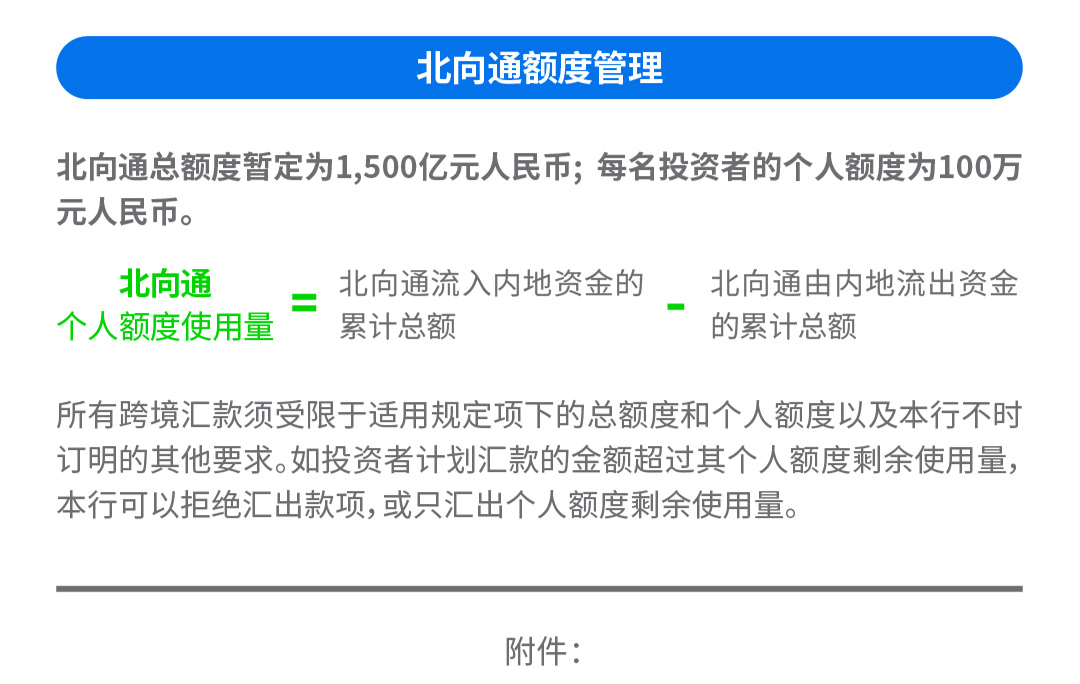 北向通额度管理
北向通总额度暂定为1,500亿元人民币; 每名投资者的个人额度为100万
元人民币。
北向通
个人额度使用量
=
北向通流入内地资金的
累计总额
-
北向通由内地流出资金
的累计总额
所有跨境汇款须受限于适用规定项下的总额度和个人额度以及本行不时
订明的其他要求。如投资者计划汇款的金额超过其个人额度剩余使用量，
本行可以拒绝汇出款项，或只汇出个人额度剩余使用量。
附件：